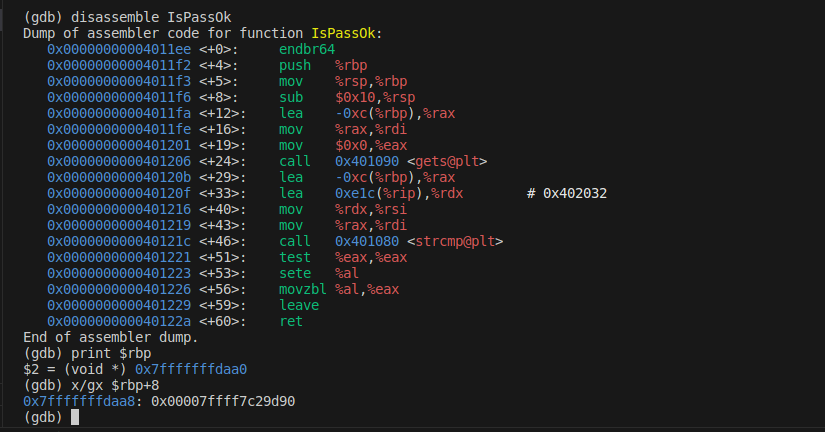 (gdb) disassemble IsPassOk
Dump of assembler code for function IsPassOk:
   0x00000000004011ee <+0>:     endbr64
   0x00000000004011f2 <+4>:     push   %rbp
   0x00000000004011f3 <+5>:     mov    %rsp,%rbp
   0x00000000004011f6 <+8>:     sub    $0x10,%rsp
   0x00000000004011fa <+12>:    lea    -0xc(%rbp),%rax
   0x00000000004011fe <+16>:    mov    %rax,%rdi
   0x0000000000401201 <+19>:    mov    $0x0,%eax
   0x0000000000401206 <+24>:    call   0x401090 <gets@plt>
   0x000000000040120b <+29>:    lea    -0xc(%rbp),%rax
   0x000000000040120f <+33>:    lea    0xe1c(%rip),%rdx        # 0x402032
   0x0000000000401216 <+40>:    mov    %rdx,%rsi
   0x0000000000401219 <+43>:    mov    %rax,%rdi
   0x000000000040121c <+46>:    call   0x401080 <strcmp@plt>
   0x0000000000401221 <+51>:    test   %eax,%eax
   0x0000000000401223 <+53>:    sete   %al
   0x0000000000401226 <+56>:    movzbl %al,%eax
   0x0000000000401229 <+59>:    leave
   0x000000000040122a <+60>:    ret
End of assembler dump.
(gdb) print $rbp
$2 = (void *) 0x7fffffffdaa0
(gdb) x/gx $rbp+8
0x7fffffffdaa8: 0x00007ffff7c29d90
(gdb)